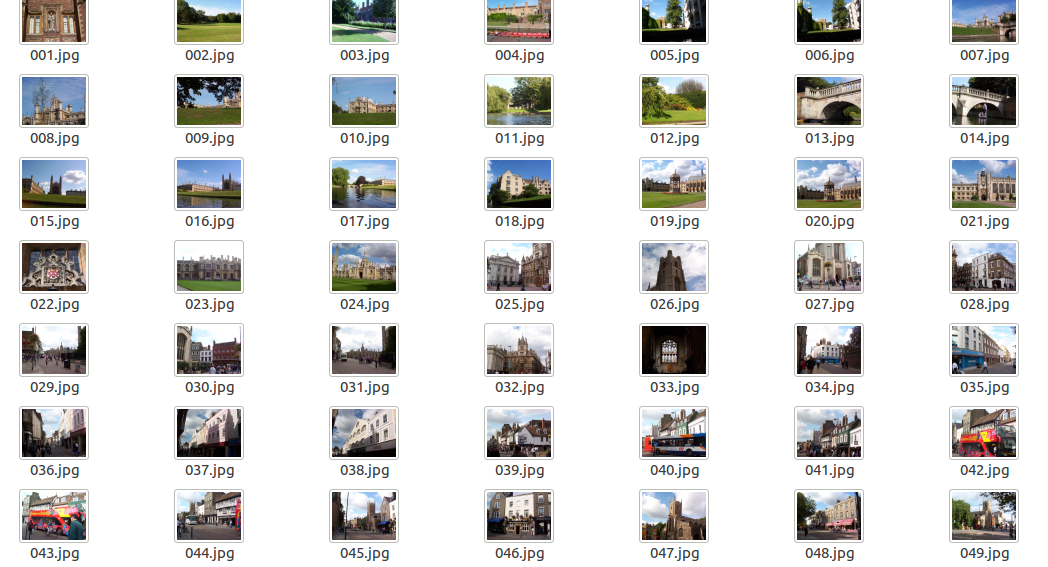 001.jpg 002.jpg 003.jpg 004.jpg 005.jpg 006.jpg 007.jpg
008.jpg 009.jpg 010.jpg 011.jpg 012.jpg 013.jpg 014.jpg
015.jpg 016.jpg 017.jpg 018.jpg 019.jpg 020.jpg 021.jpg
022.jpg 023.jpg 024.jpg 025.jpg 026.jpg 027.jpg 028.jpg
029.jpg 030.jpg 031.jpg 032.jpg 033.jpg 034.jpg 035.jpg
036.jpg 037.jpg 038.jpg 039.jpg 040.jpg 041.jpg 042.jpg
043.jpg 044.jpg 045.jpg 046.jpg 047.jpg 048.jpg 049.jpg